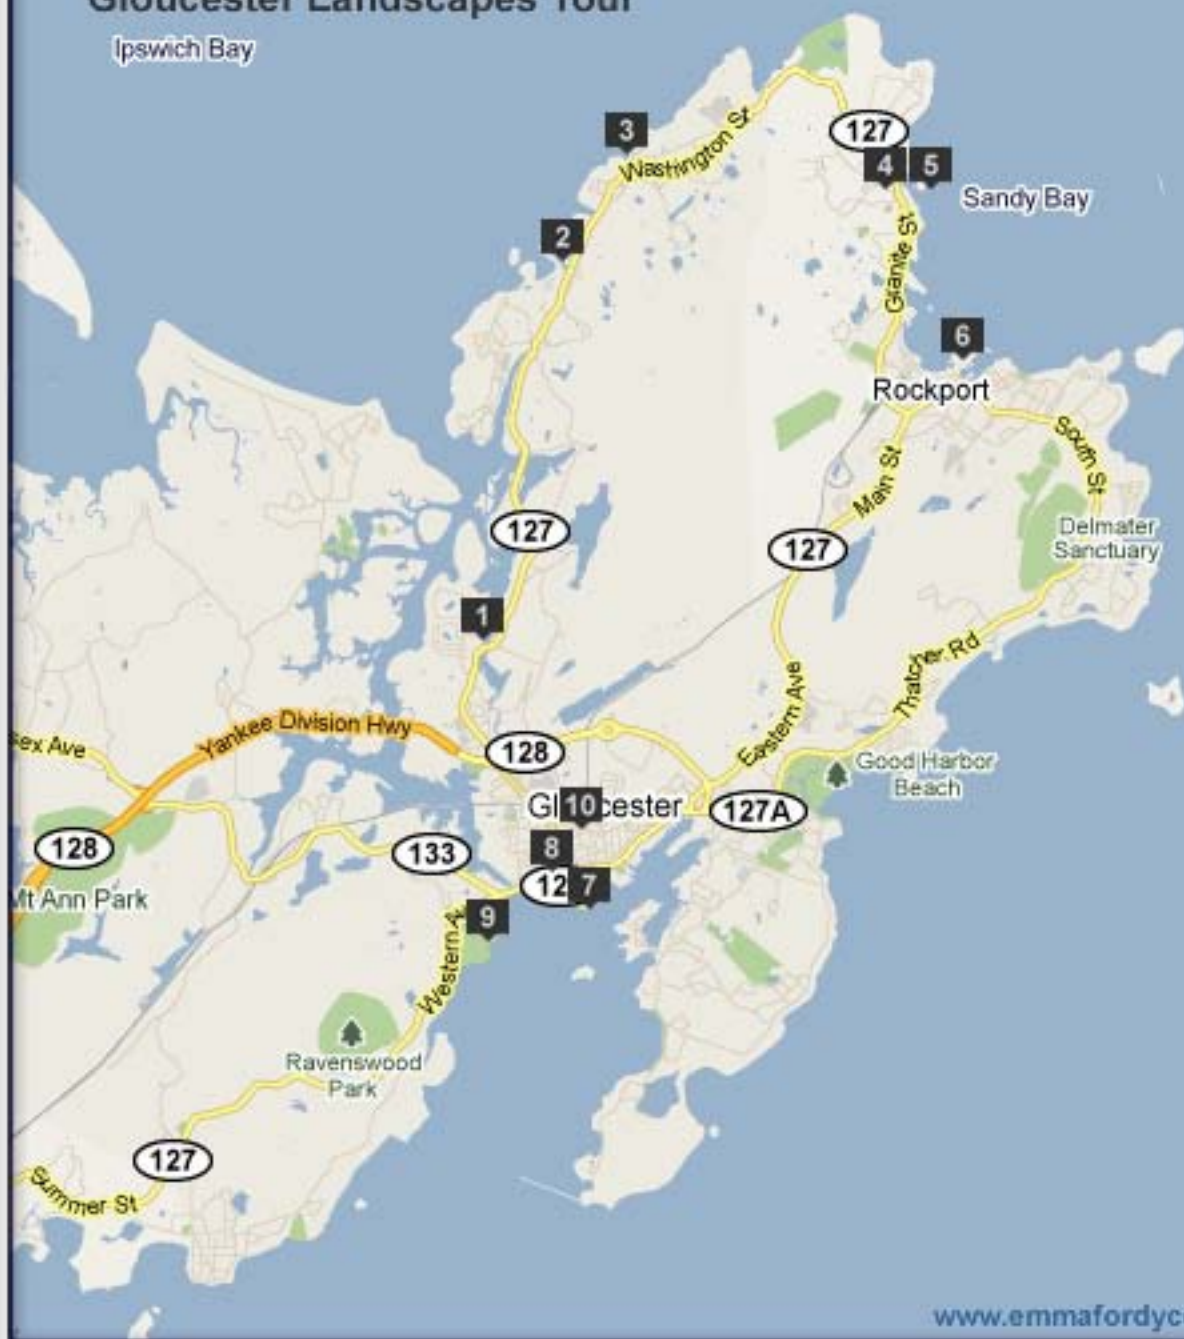 Gloucester Landscapes Tour
Ipswich Bay
3
Washington St
127
4
5
Sandy Bay
2
Granite St
6
Rockport
South St
Main St
127
127
Delmater
Sanctuary
1
Thatcher Rd
Eastern Ave
Yankee Division Hwy
sex Ave
128
Good Harbor
Beach
Gl
10
cester
127A
8
128
133
12
7
Mt Ann Park
9
Western A
Ravenswood
Park
127
Summer St
www.emmafordyc